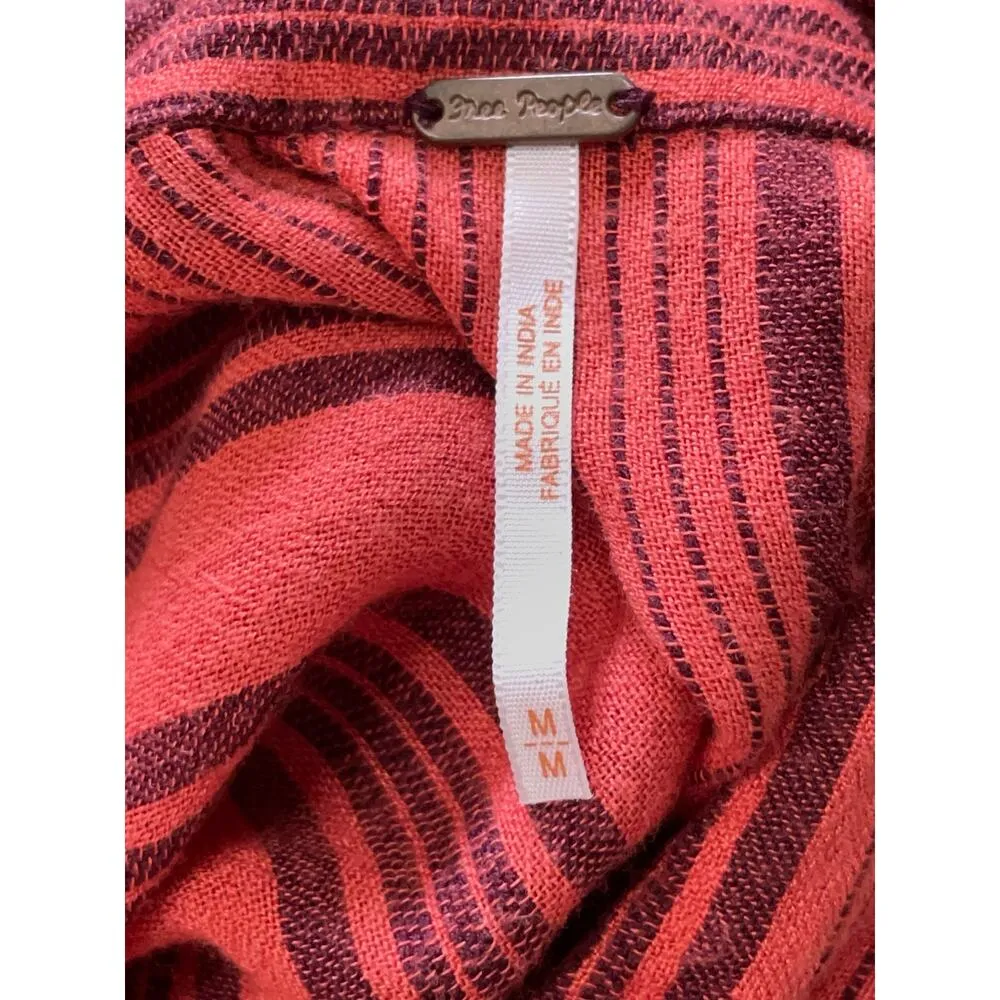 Free People
MADE IN INDIA
FABRIQUÉ EN INDE
M
M